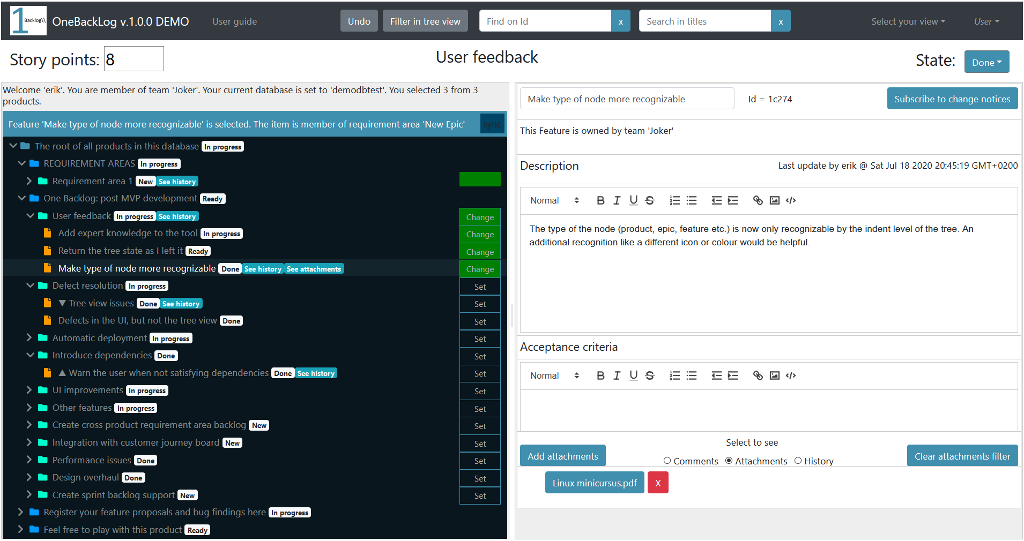 1 Backlog(); OneBackLog v.1.0.0 DEMO User guide Undo Filter in tree view Find on Id x Search in titles x Select your view User
Story points: 8 User feedback State: Done
Welcome 'erik'. You are member of team 'Joker'. Your current database is set to 'demodbtest'. You selected 3 from 3
products.
Feature 'Make type of node more recognizable' is selected. The item is member of requirement area 'New Epic'
The root of all products in this database In progress
REQUIREMENT AREAS In progress
Requirement area 1 New See history
One Backlog: post MVP development Ready
User feedback In progress See history Change
Add expert knowledge to the tool In progress Change
Return the tree state as I left it Ready Change
Make type of node more recognizable Done See history See attachments Change
Defect resolution In progress Set
▼ Tree view issues Done See history Set
Defects in the UI, but not the tree view Done Set
Automatic deployment In progress Set
Introduce dependencies Done Set
▲ Warn the user when not satisfying dependencies Done See history Set
UI improvements In progress Set
Other features In progress Set
Create cross product requirement area backlog New Set
Integration with customer journey board New Set
Performance issues Done Set
Design overhaul Done Set
Create sprint backlog support New Set
Register your feature proposals and bug findings here In progress
Feel free to play with this product Ready
Make type of node more recognizable Id = 1c274 Subscribe to change notices
This Feature is owned by team 'Joker'
Description Last update by erik @ Sat Jul 18 2020 20:45:19 GMT+0200
Normal B I U S
The type of the node (product, epic, feature etc.) is now only recognizable by the indent level of the tree. An
additional recognition like a different icon or colour would be helpful
Acceptance criteria
Normal B I U S
Select to see
Add attachments Comments Attachments History Clear attachments filter
Linux minicursus.pdf X